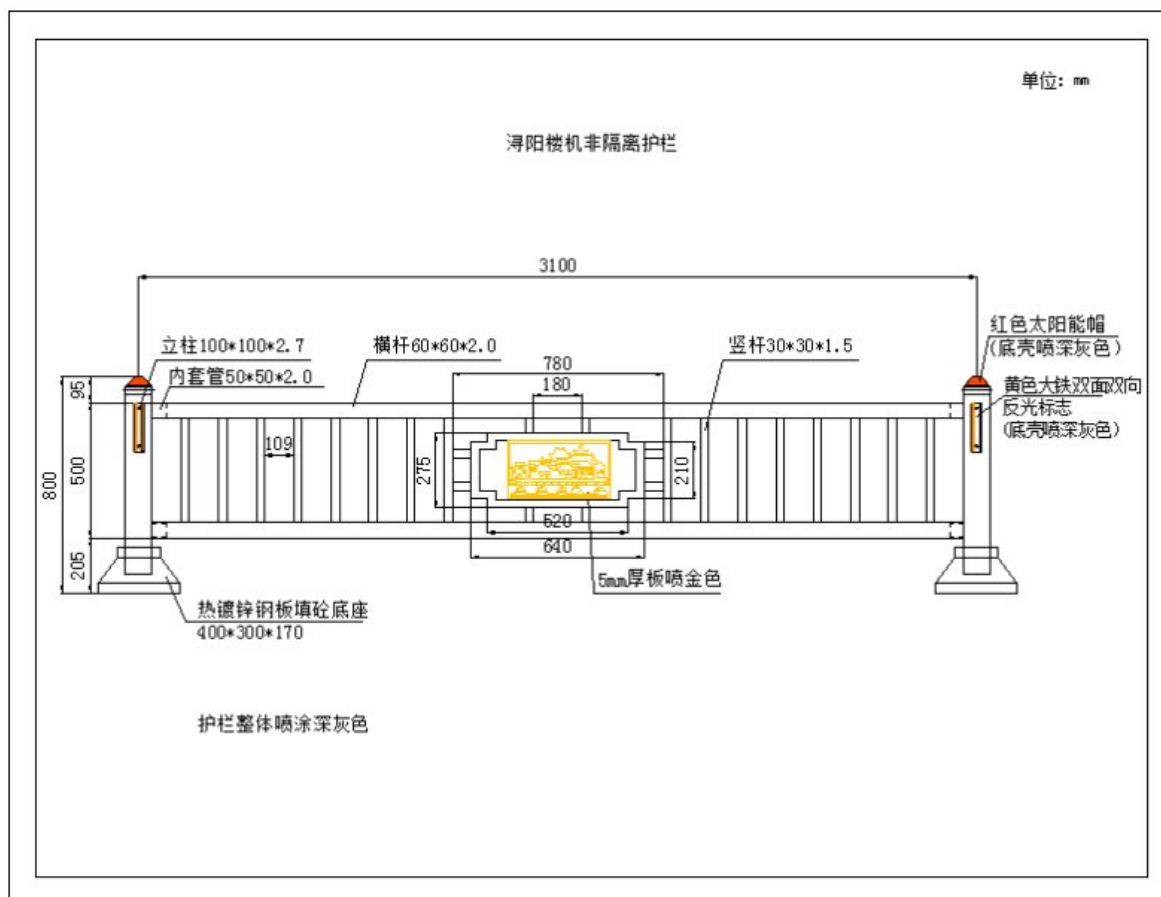 单位: mm
浔阳楼机非隔离护栏
3100
立柱100*100*2.7
横杆60*60*2.0
竖杆30*30*1.5
红色太阳能帽
(底壳喷深灰色)
内套管50*50*2.0
780
180
黄色大铁双面双向
反光标志
(底壳喷深灰色)
95
109
275
210
500
800
520
640
205
5mm厚板喷金色
热镀锌钢板填砼底座
400*300*170
护栏整体喷涂深灰色